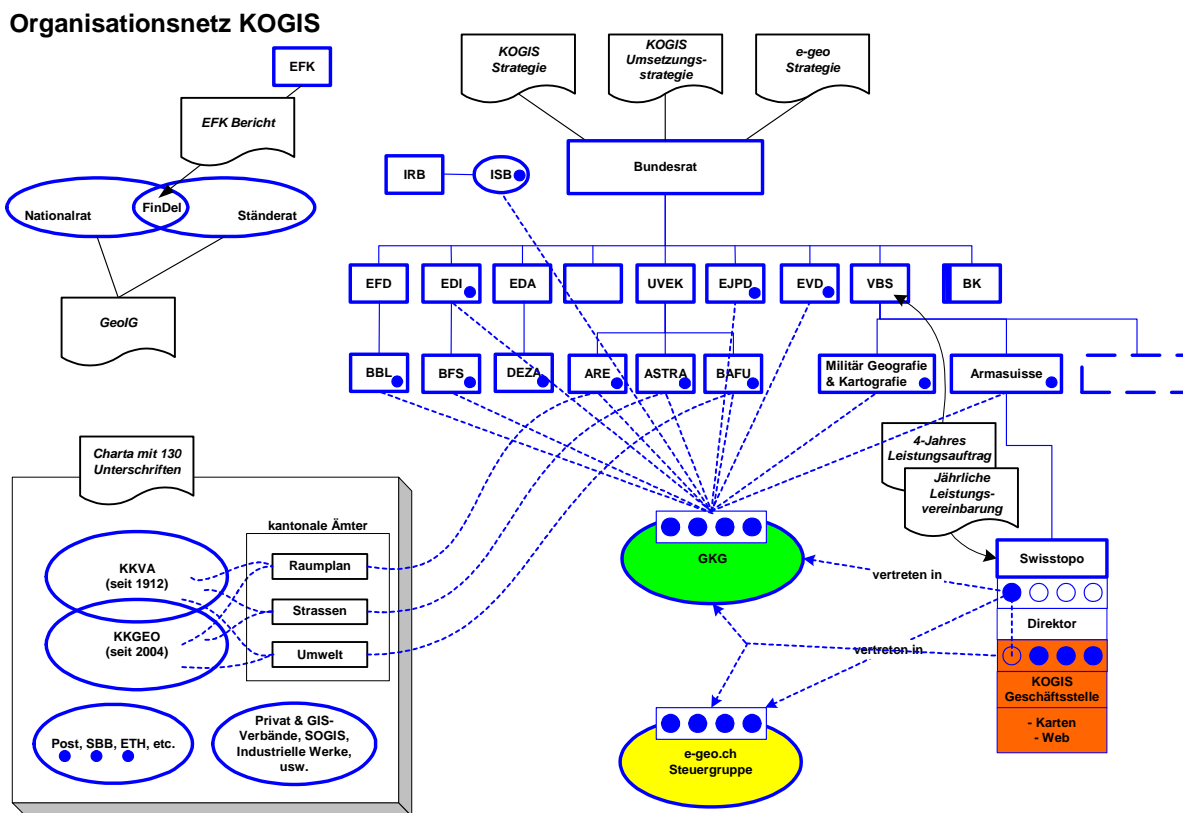 Organisationsnetz KOGIS
EFK
EFK Bericht
Nationalrat
FinDel
Ständerat
GeoIG
KOGIS
Strategie
KOGIS
Umsetzungs-
strategie
e-geo
Strategie
Bundesrat
IRB
ISB
EFD
EDI
EDA
UVEK
EJPD
EVD
VBS
BK
BBL
BFS
DEZA
ARE
ASTRA
BAFU
Militär Geografie
& Kartografie
Armasuisse
4-Jahres
Leistungsauftrag
Jährliche
Leistungs-
vereinbarung
Charta mit 130
Unterschriften
kantonale Ämter
KKVA
(seit 1912)
KKGEO
(seit 2004)
Raumplan
Strassen
Umwelt
Post, SBB, ETH, etc.
Privat & GIS-
Verbände, SOGIS,
Industrielle Werke,
usw.
GKG
vertreten in
vertreten in
e-geo.ch
Steuergruppe
Swisstopo
Direktor
KOGIS
Geschäftsstelle
- Karten
- Web